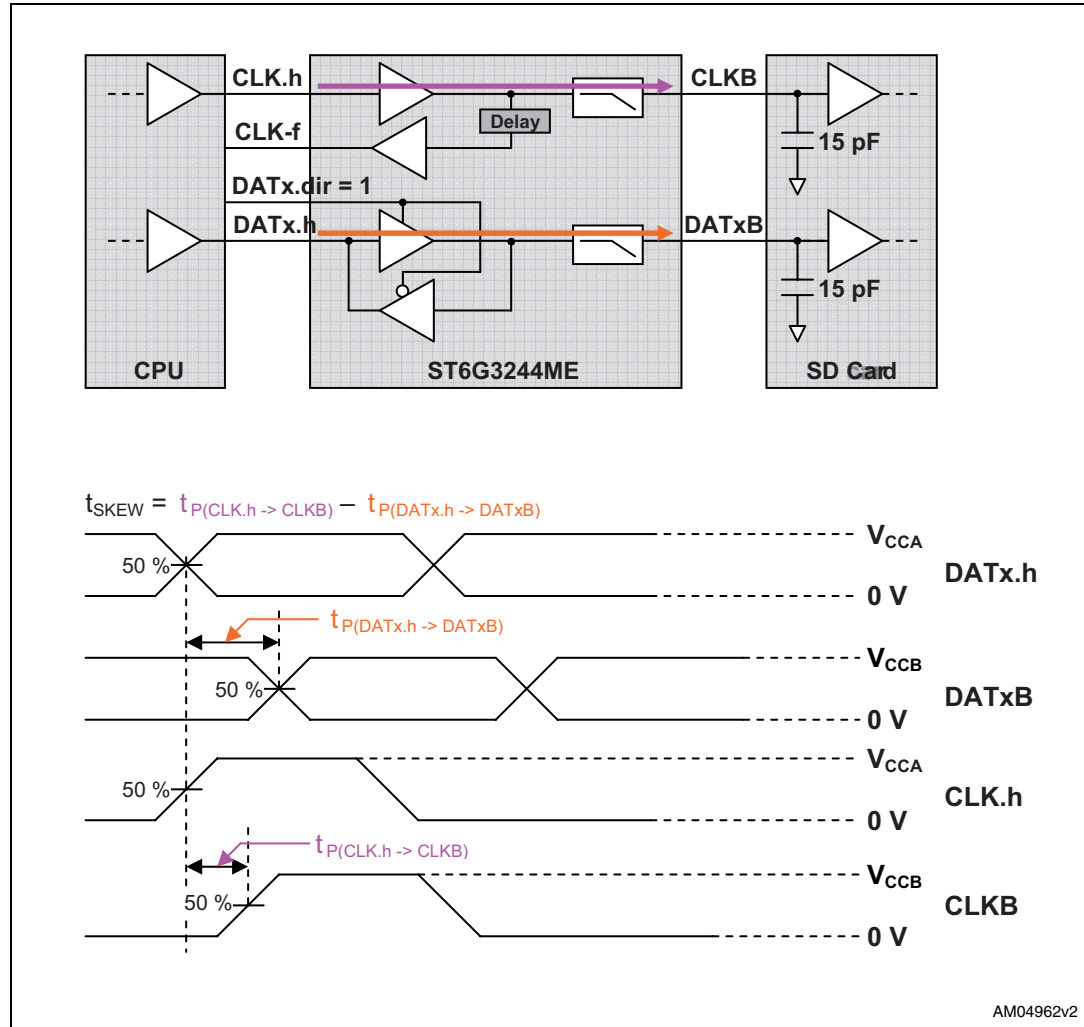 CLK.h
CLKB
Delay
CLK-f
15 pF
DATx.dir = 1
DATx.h
DATxB
15 pF
CPU
ST6G3244ME
SD Card
tSKEW = tP(CLK.h -> CLKB) – tP(DATx.h -> DATxB)
VCCA
50 %
DATx.h
0 V
tP(DATx.h -> DATxB)
VCCB
50 %
DATxB
0 V
VCCA
50 %
CLK.h
0 V
tP(CLK.h -> CLKB)
VCCB
50 %
CLKB
0 V
AM04962v2